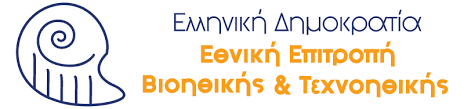 Ελληνική Δημοκρατία
Εθνική Επιτροπή
Βιοηθικής & Τεχνοηθικής